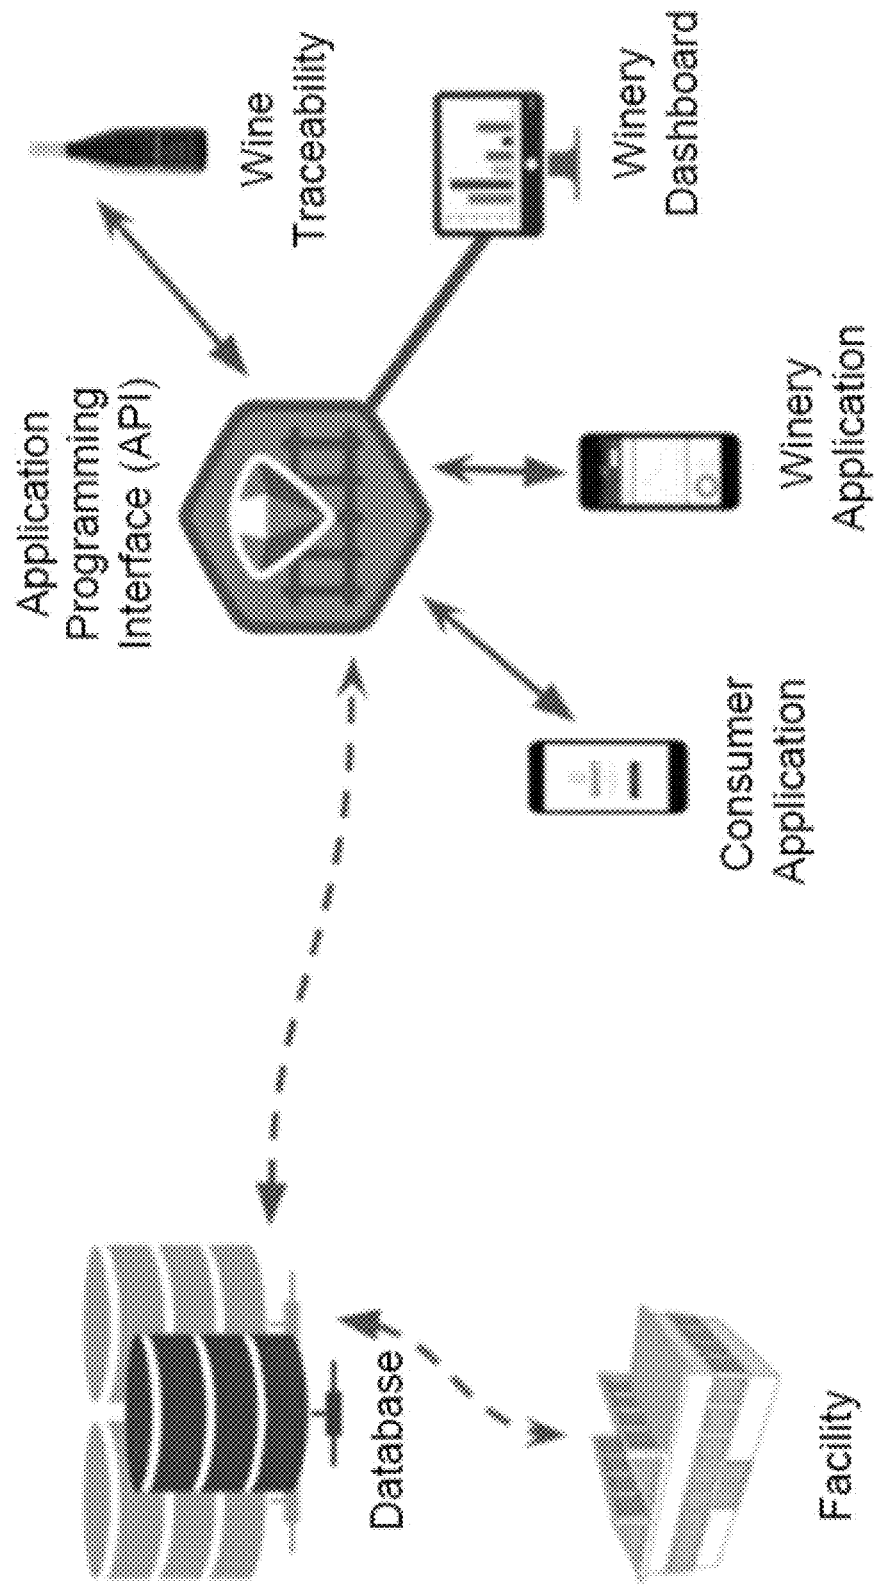 Application
Programming
Interface (API)
Wine
Traceability
Winery
Dashboard
Winery
Application
Consumer
Application
Database
Facility